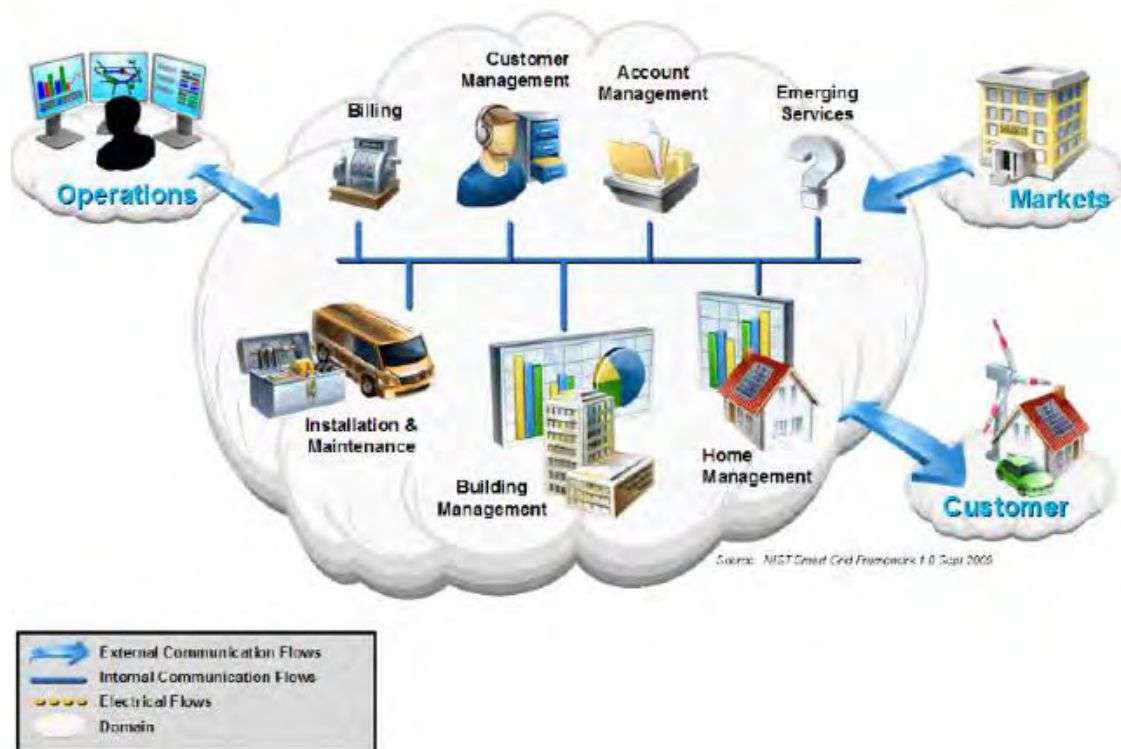 Customer
Management
Account
Management
Emerging
Services
Billing
Operations
Markets
Installation &
Maintenance
Building
Management
Home
Management
Customer
Source: NIST Smart Grid Framework 1.0 Sept 2009
External Communication Flows
Internal Communication Flows
Electrical Flows
Domain